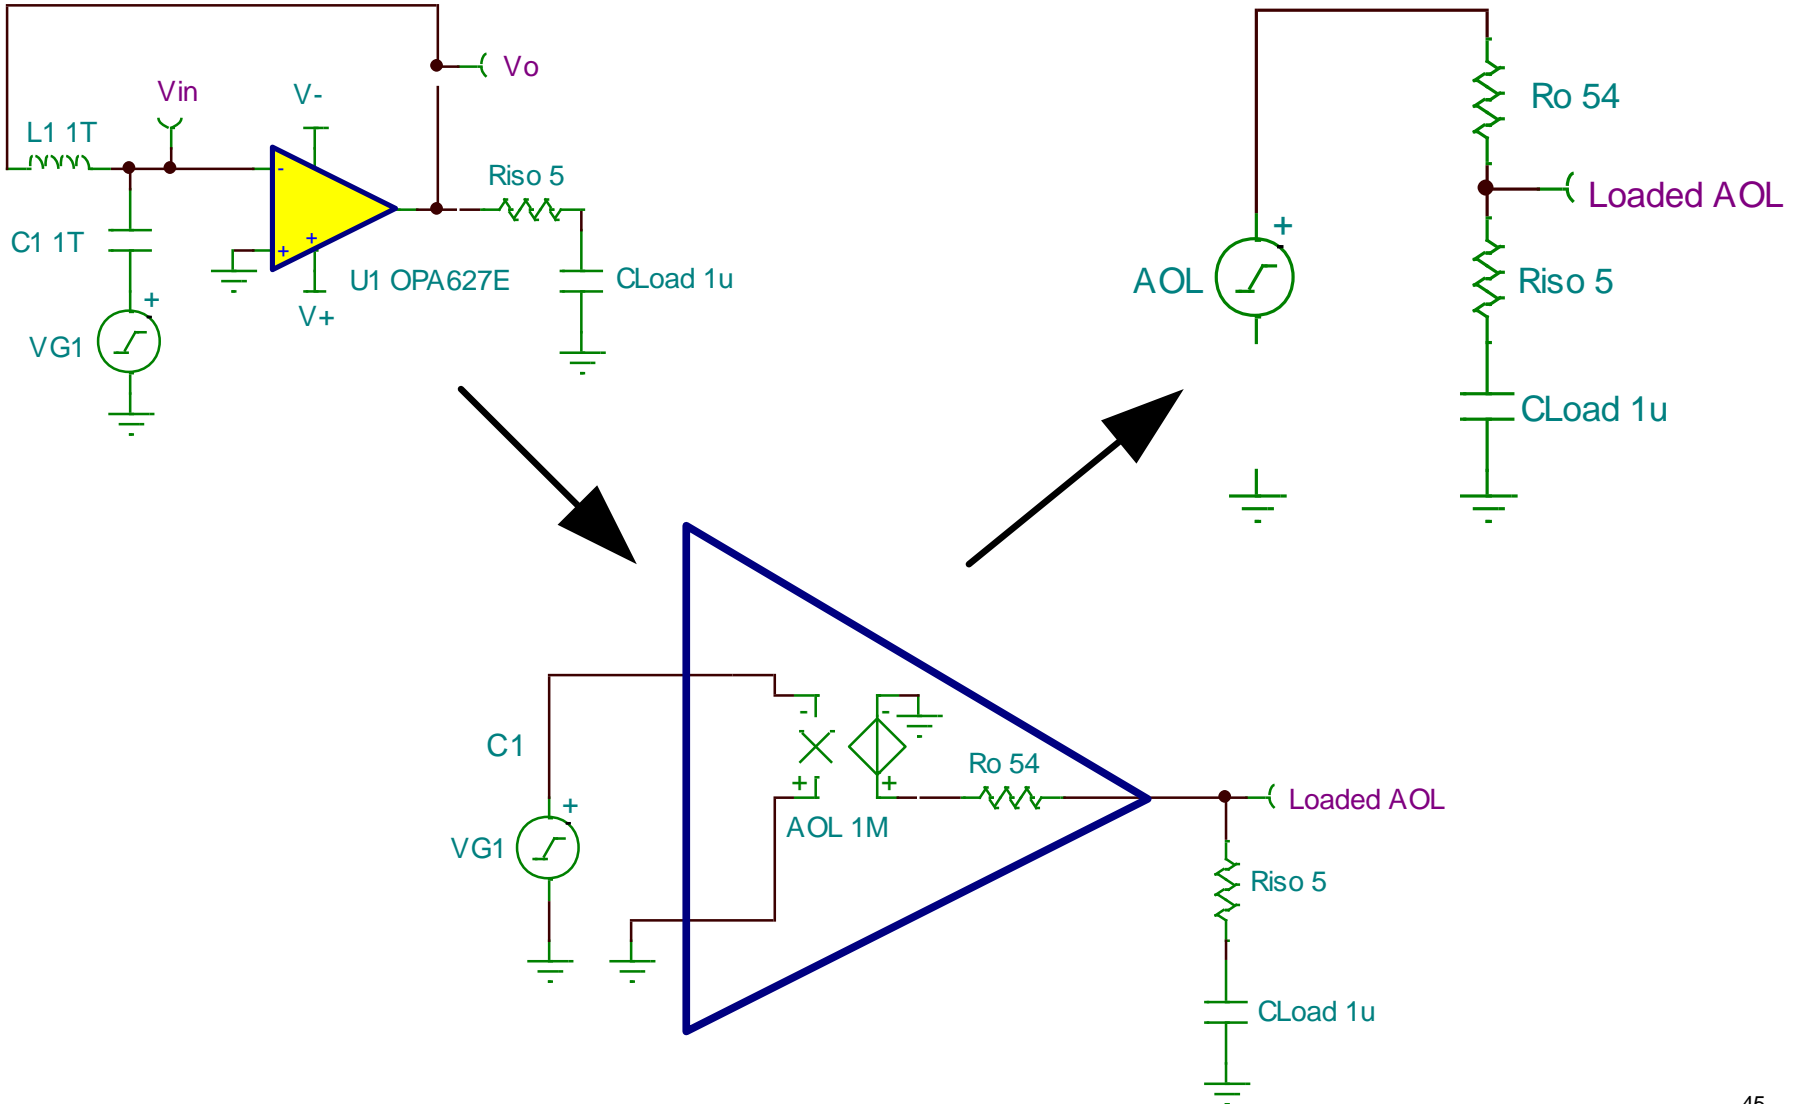 Vo
Vin
V-
L1 1T
Riso 5
C1 1T
-
+
+
U1 OPA627E
CLoad 1u
+
V+
VG1
Ro 54
Loaded AOL
+
AOL
Riso 5
CLoad 1u
-
-
C1
Ro 54
+
+
Loaded AOL
+
AOL 1M
VG1
Riso 5
CLoad 1u
45